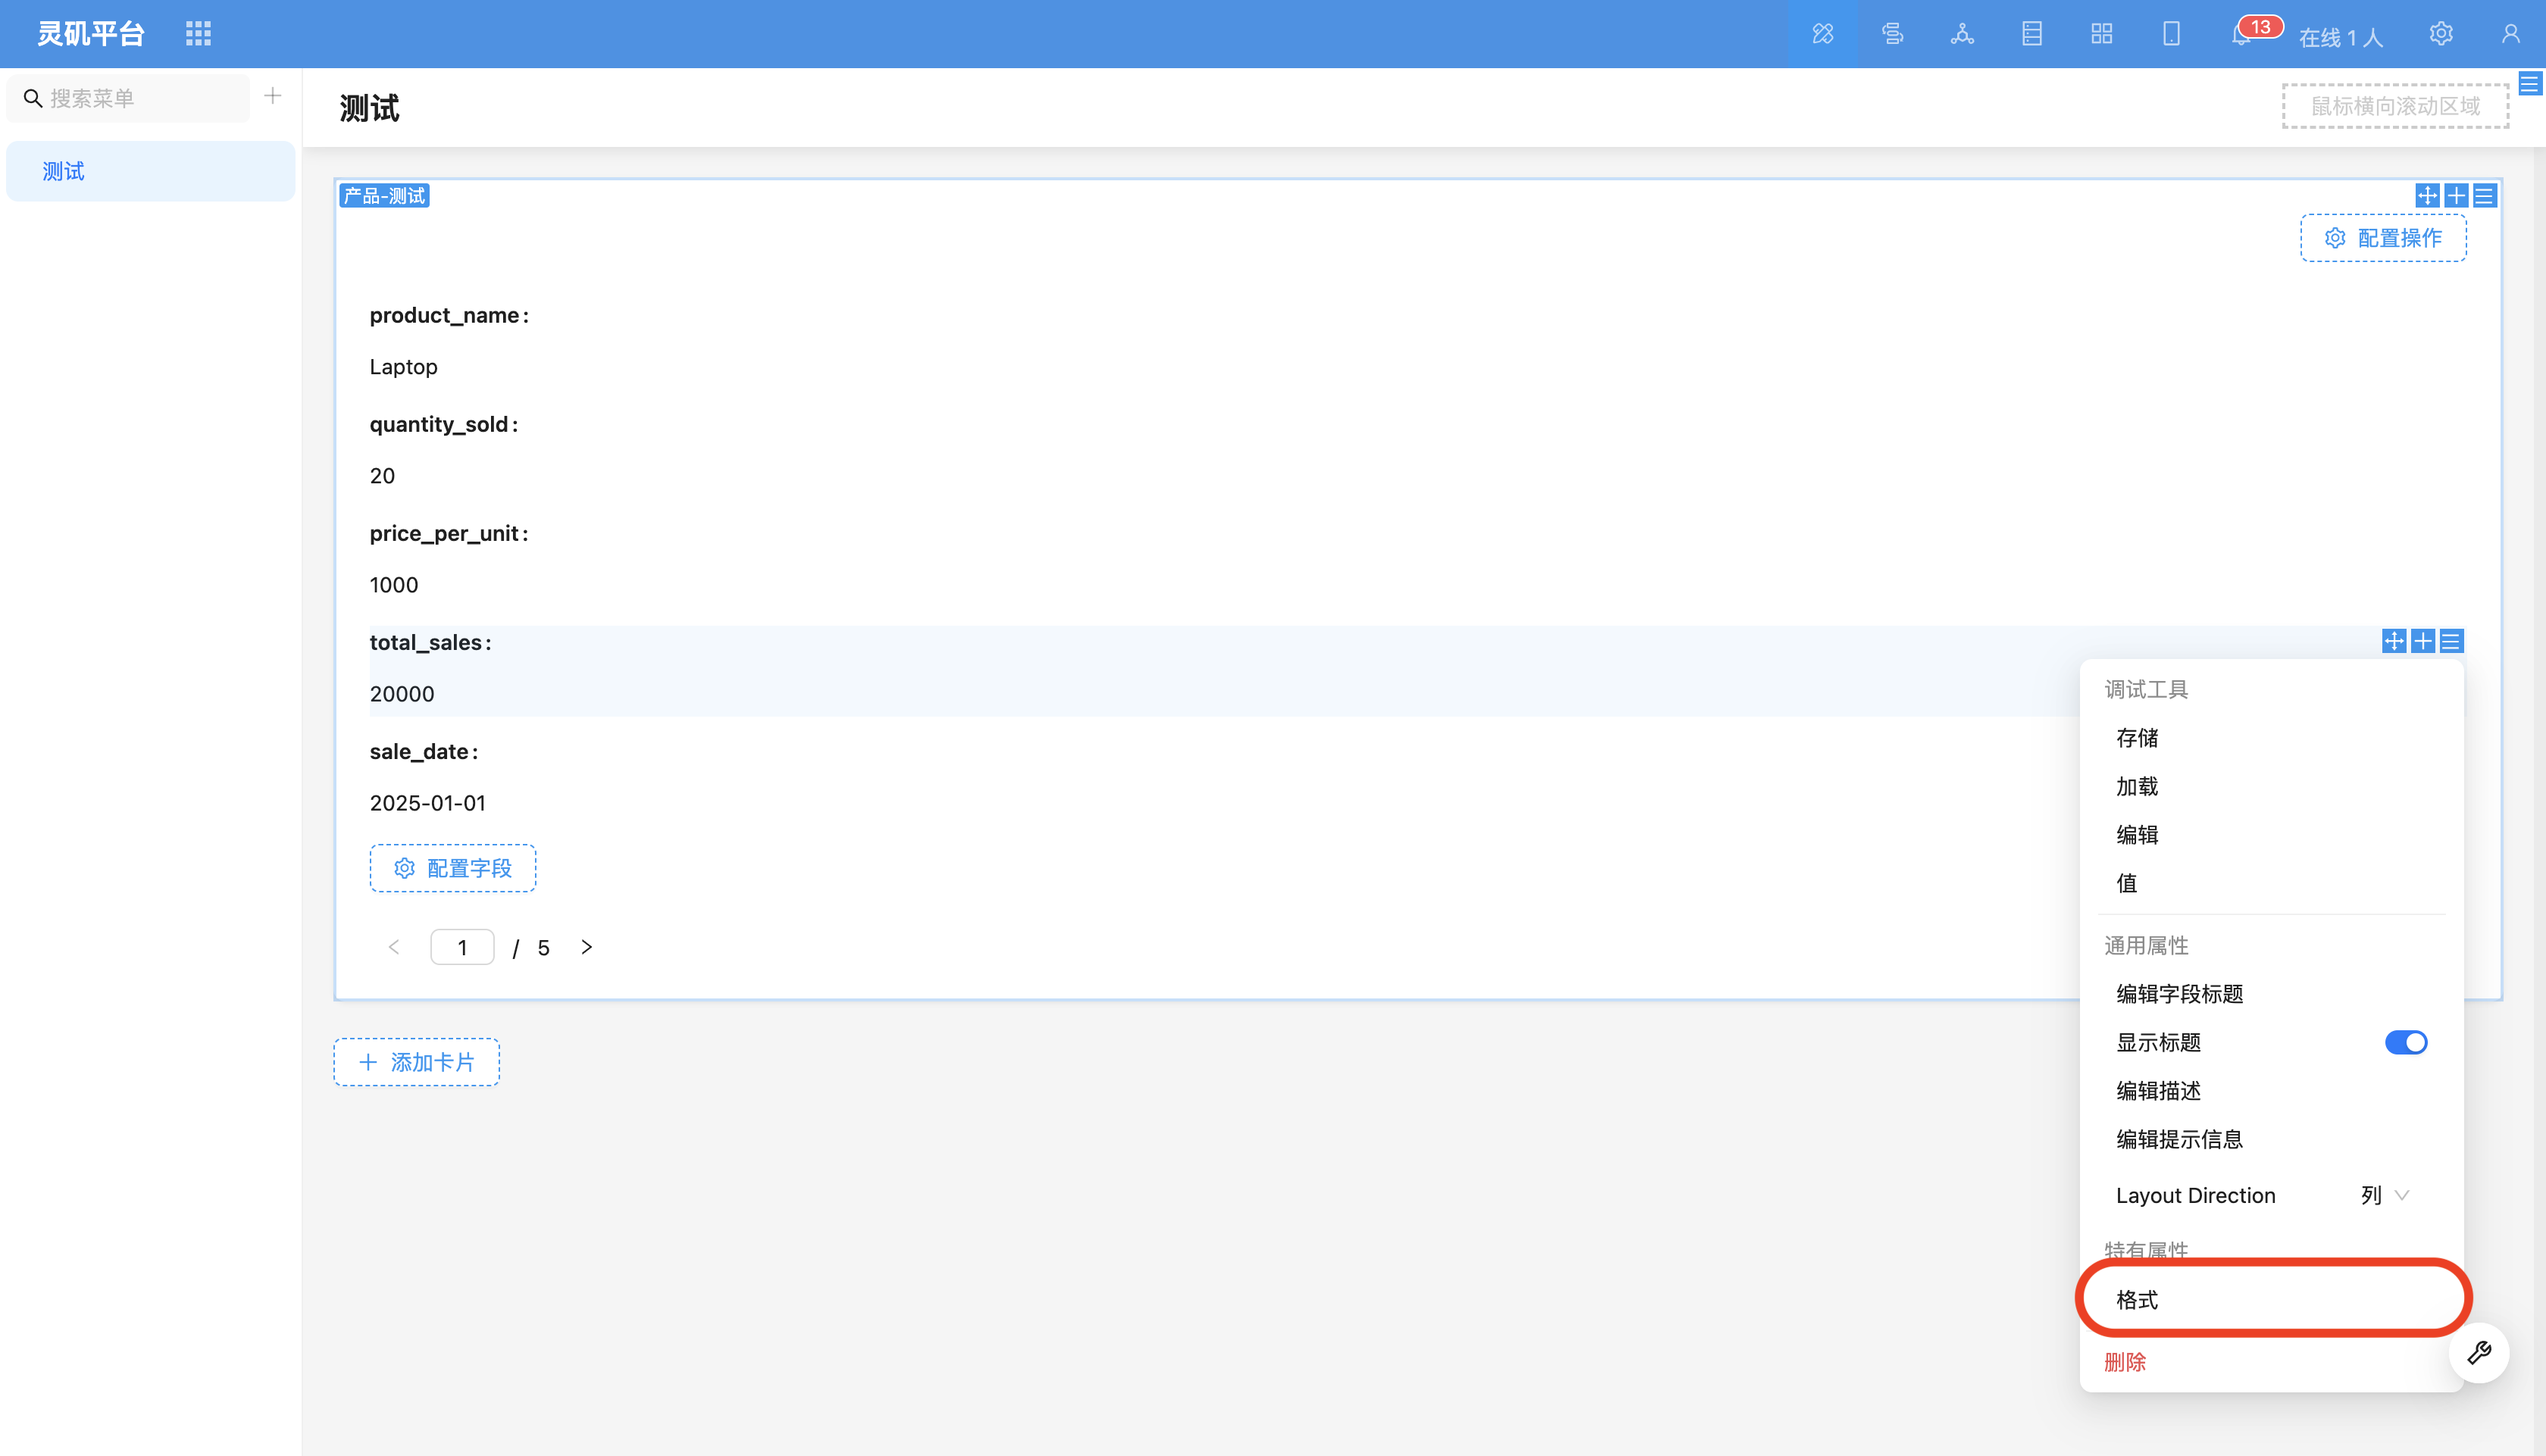 灵矶平台
13
在线 1 人
搜索菜单
测试
测试
鼠标横向滚动区域
产品-测试
配置操作
product_name:
Laptop
quantity_sold:
20
price_per_unit:
1000
total_sales:
20000
sale_date:
2025-01-01
配置字段
1 / 5
添加卡片
调试工具
存储
加载
编辑
值
通用属性
编辑字段标题
显示标题
编辑描述
编辑提示信息
Layout Direction 列
特有属性
格式
删除